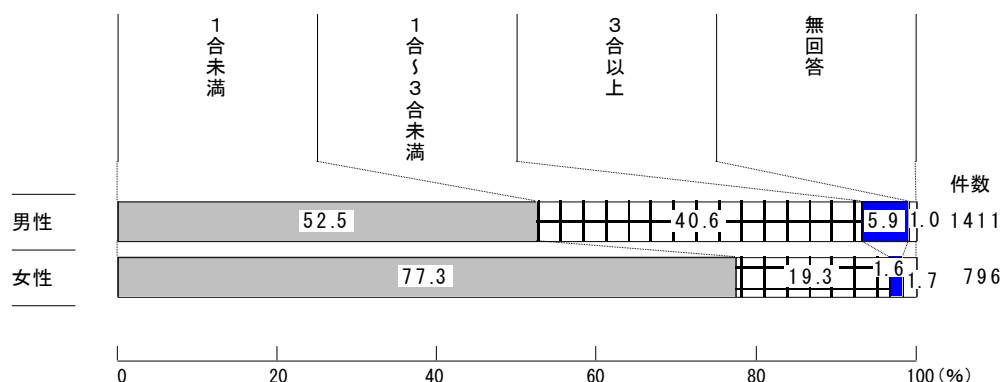 1合未満
1合~3合未満
3合以上
無回答
件数
男性 52.5 40.6 5.9 1.0 1411
女性 77.3 19.3 1.6 1.7 796
0 20 40 60 80 100(%)